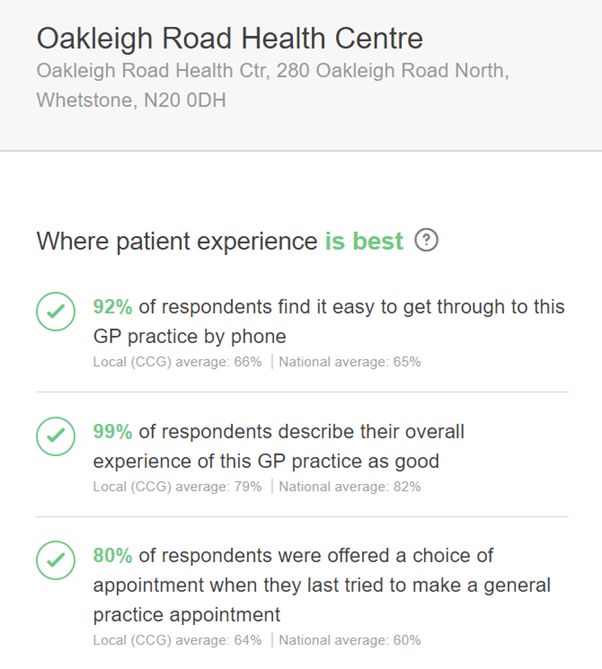 Oakleigh Road Health Centre
Oakleigh Road Health Ctr, 280 Oakleigh Road North,
Whetstone, N20 0DH
Where patient experience is best ?
92% of respondents find it easy to get through to this
GP practice by phone
Local (CCG) average: 66% | National average: 65%
99% of respondents describe their overall
experience of this GP practice as good
Local (CCG) average: 79% | National average: 82%
80% of respondents were offered a choice of
appointment when they last tried to make a general
practice appointment
Local (CCG) average: 64% | National average: 60%